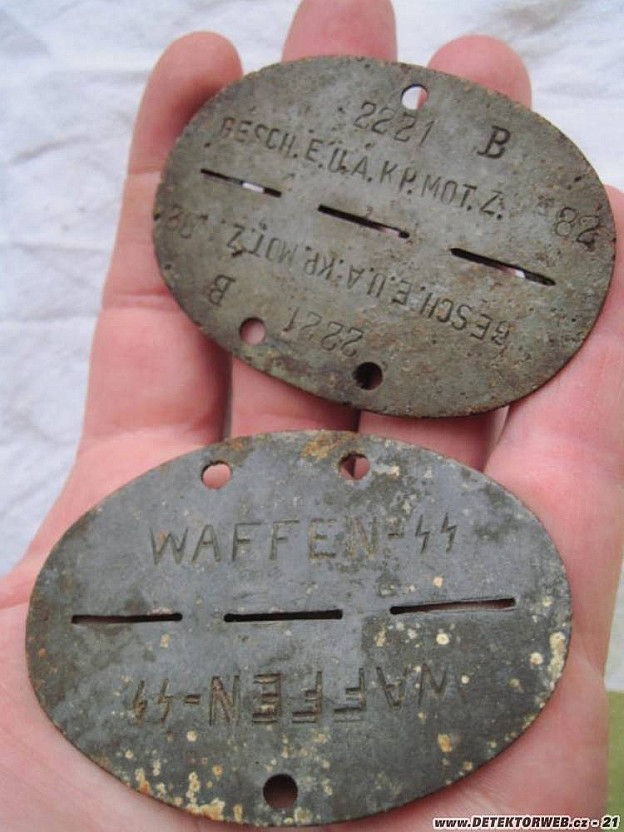 2221 B
BESCH.E.U.A.KP.MOT.Z. 82
BESCH.E.U.A.KP.MOT.Z. 82
2221 B
WAFFEN-ᛋᛋ
WAFFEN-ᛋᛋ
www.DETEKTORWEB.cz - 21